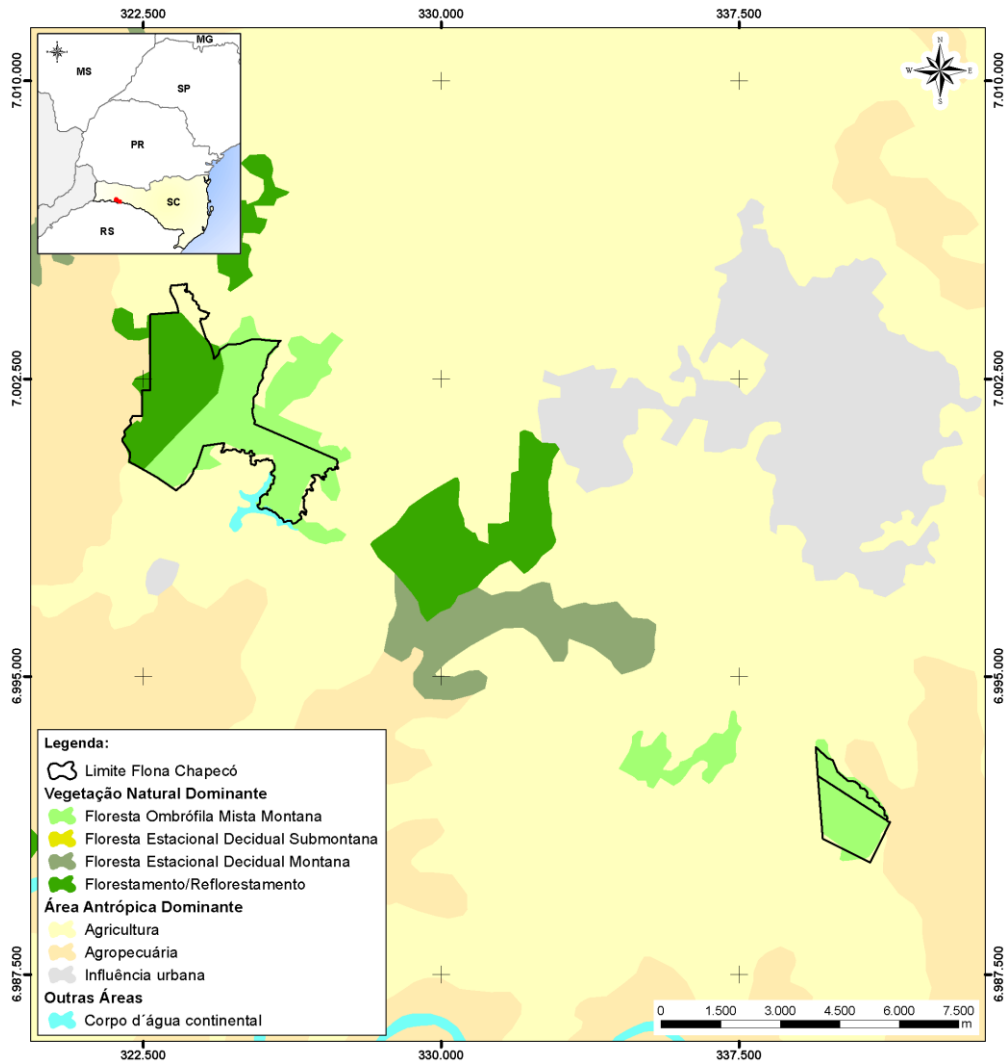 322.500 330.000 337.500
7.010.000 7.010.000
MG
MS
SP
PR
SC
RS
N
W E
S
7.002.500 7.002.500
6.995.000 6.995.000
Legenda:
Limite Flona Chapecó
Vegetação Natural Dominante
Floresta Ombrófila Mista Montana
Floresta Estacional Decidual Submontana
Floresta Estacional Decidual Montana
Florestamento/Reflorestamento
Área Antrópica Dominante
Agricultura
Agropecuária
Influência urbana
Outras Áreas
Corpo d´água continental
6.987.500 6.987.500
0 1.500 3.000 4.500 6.000 7.500
m
322.500 330.000 337.500